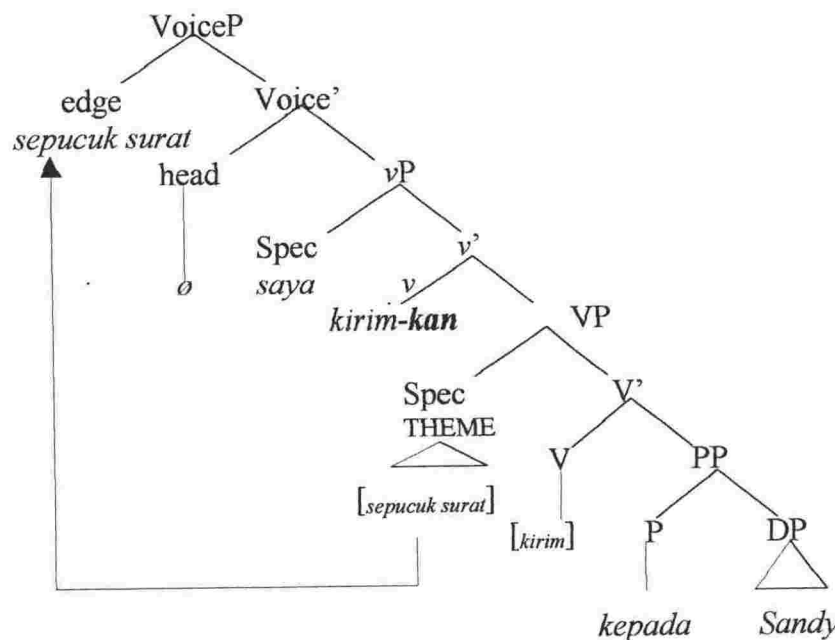 VoiceP
edge Voice’
sepucuk surat
head vP
Spec v’
ø saya v
kirim-kan VP
Spec V’
THEME
V PP
[sepucuk surat]
[kirim] P DP
kepada Sandy